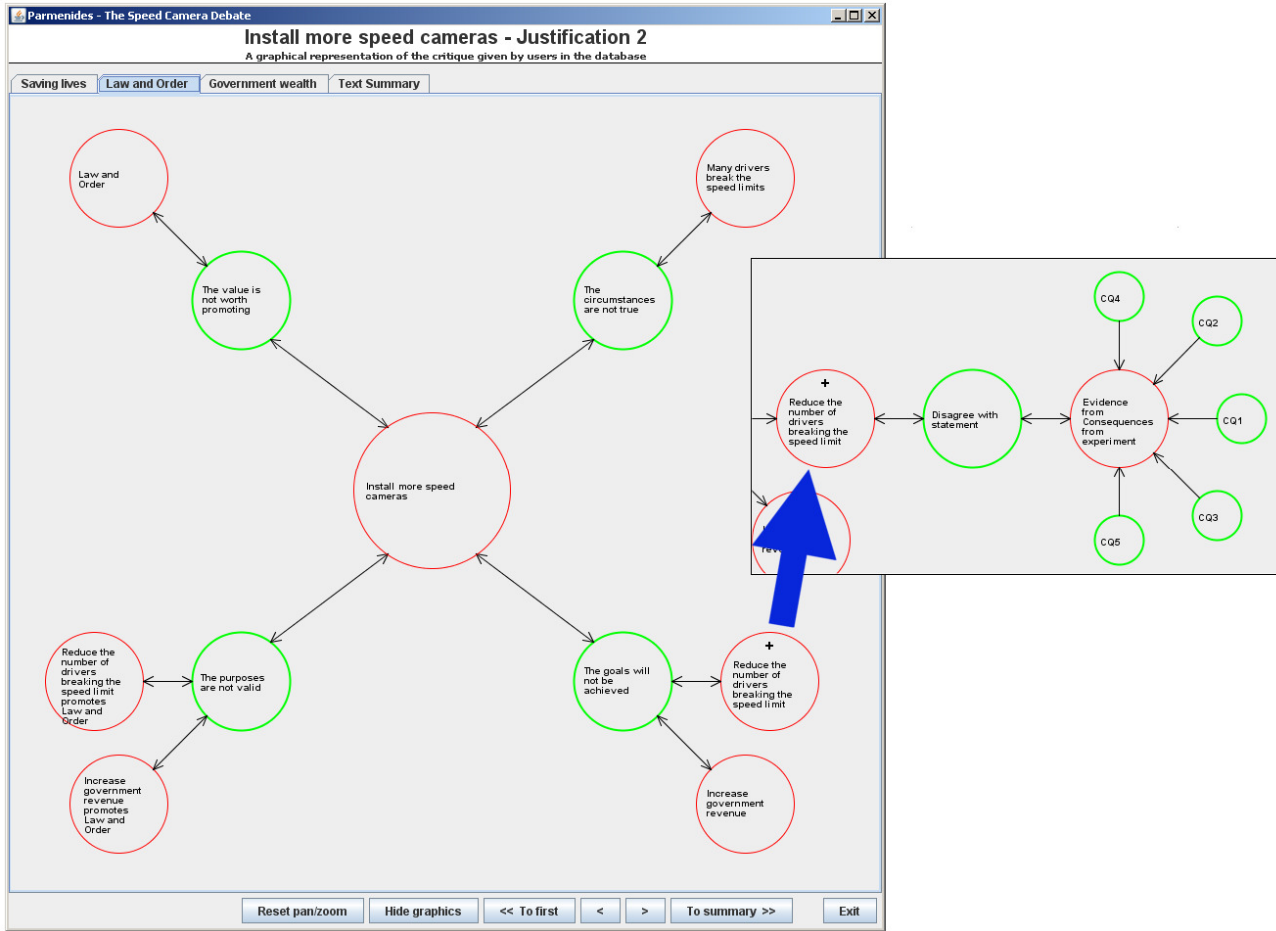 Parmenides - The Speed Camera Debate
Install more speed cameras - Justification 2
A graphical representation of the critique given by users in the database
Saving lives
Law and Order
Government wealth
Text Summary
Law and
Order
Many drivers
break the
speed limits
The value is
not worth
promoting
The
circumstances
are not true
Install more speed
cameras
Reduce the
number of
drivers
breaking the
speed limit
promotes
Law and
Order
The purposes
are not valid
The goals will
not be
achieved
+
Reduce the
number of
drivers
breaking the
speed limit
Increase
government
revenue
promotes
Law and
Order
Increase
government
revenue
+
Reduce the
number of
drivers
breaking the
speed limit
Disagree with
statement
Evidence
from
Consequences
from
experiment
CQ4
CQ2
CQ1
CQ3
CQ5
Reset pan/zoom
Hide graphics
<< To first
<
>
To summary >>
Exit